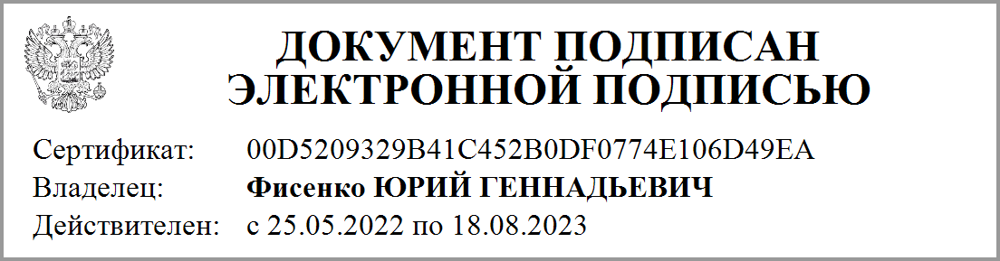 ДОКУМЕНТ ПОДПИСАН
ЭЛЕКТРОННОЙ ПОДПИСЬЮ
Сертификат: 00D5209329B41C452B0DF0774E106D49EA
Владелец: Фисенко ЮРИЙ ГЕННАДЬЕВИЧ
Действителен: с 25.05.2022 по 18.08.2023